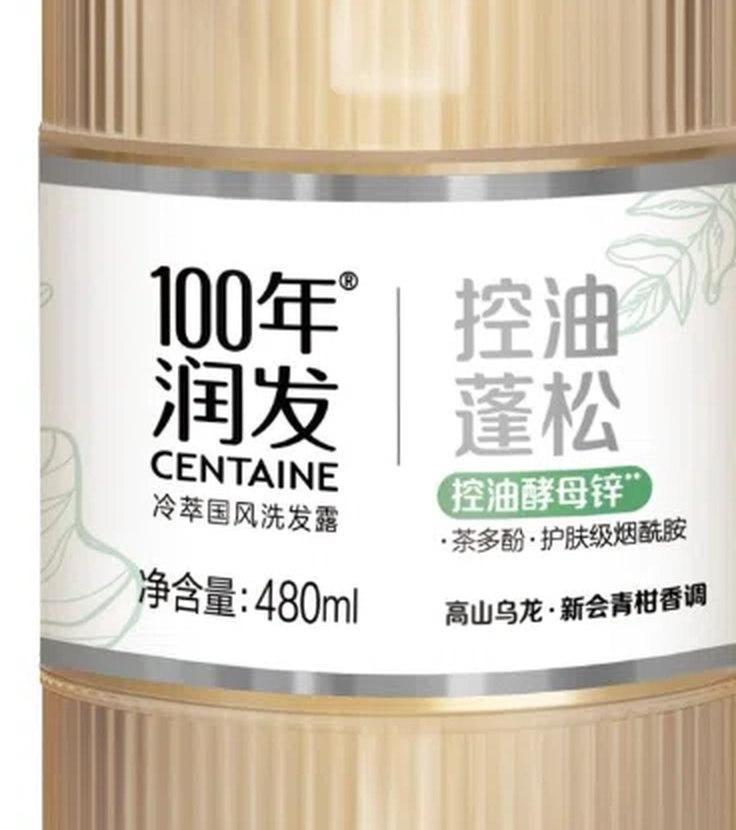 100年®
润发
CENTAINE
冷萃国风洗发露
净含量:480ml
控油
蓬松
控油酵母锌**
·茶多酚·护肤级烟酰胺
高山乌龙·新会青柑香调